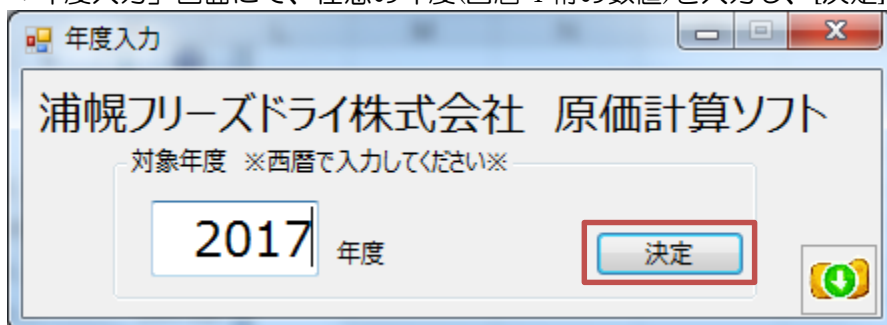 年度入力
浦幌フリーズドライ株式会社 原価計算ソフト
対象年度 ※西暦で入力してください※
2017 年度 決定